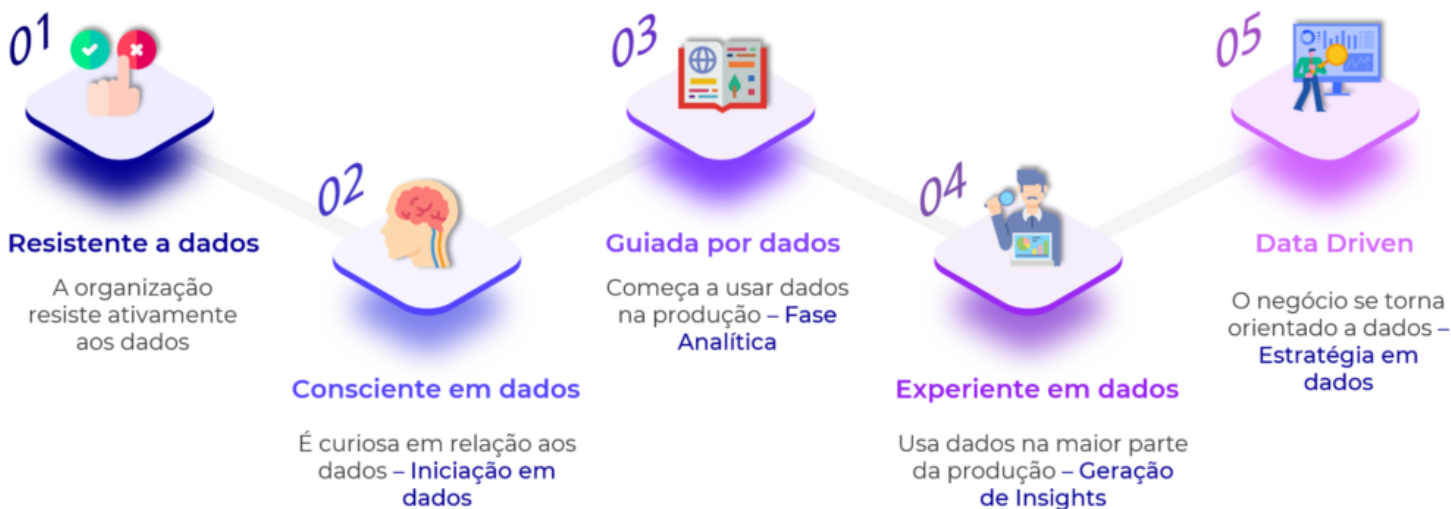 01
Resistente a dados
A organização
resiste ativamente
aos dados
02
Consciente em dados
É curiosa em relação aos
dados – Iniciação em
dados
03
Guiada por dados
Começa a usar dados
na produção – Fase
Analítica
04
Experiente em dados
Usa dados na maior parte
da produção – Geração
de Insights
05
Data Driven
O negócio se torna
orientado a dados –
Estratégia em
dados